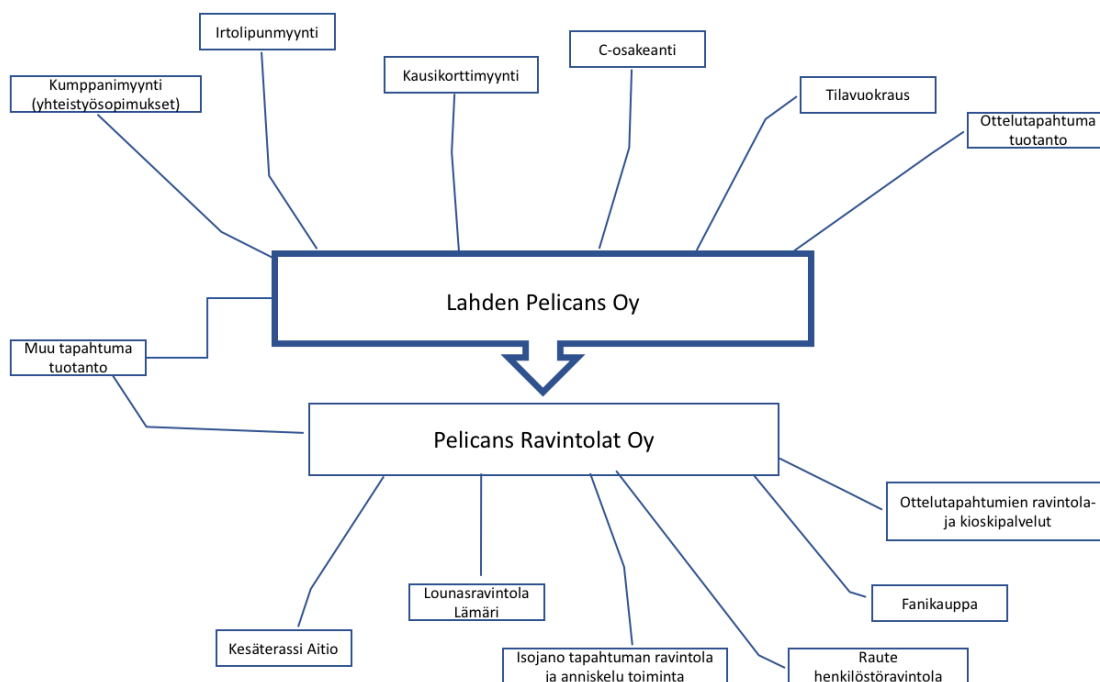 Irtolipunmyynti
C-osakeanti
Kausikorttimyynti
Kumppanimyynti
(yhteistyösopimukset)
Tilavuokraus
Ottelutapahtuma
tuotanto
Lahden Pelicans Oy
Muu tapahtuma
tuotanto
Pelicans Ravintolat Oy
Ottelutapahtumien ravintola-
ja kioskipalvelut
Lounasravintola
Lämäri
Fanikauppa
Kesäterassi Aitio
Isojano tapahtuman ravintola
ja anniskelu toiminta
Raute
henkilöstöravintola